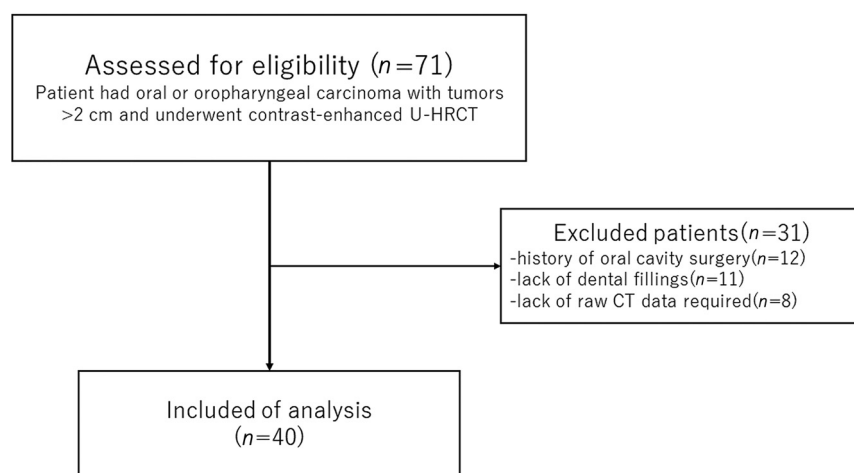 Assessed for eligibility (n=71)
Patient had oral or oropharyngeal carcinoma with tumors
>2 cm and underwent contrast-enhanced U-HRCT
Excluded patients(n=31)
-history of oral cavity surgery(n=12)
-lack of dental fillings(n=11)
-lack of raw CT data required(n=8)
Included of analysis
(n=40)